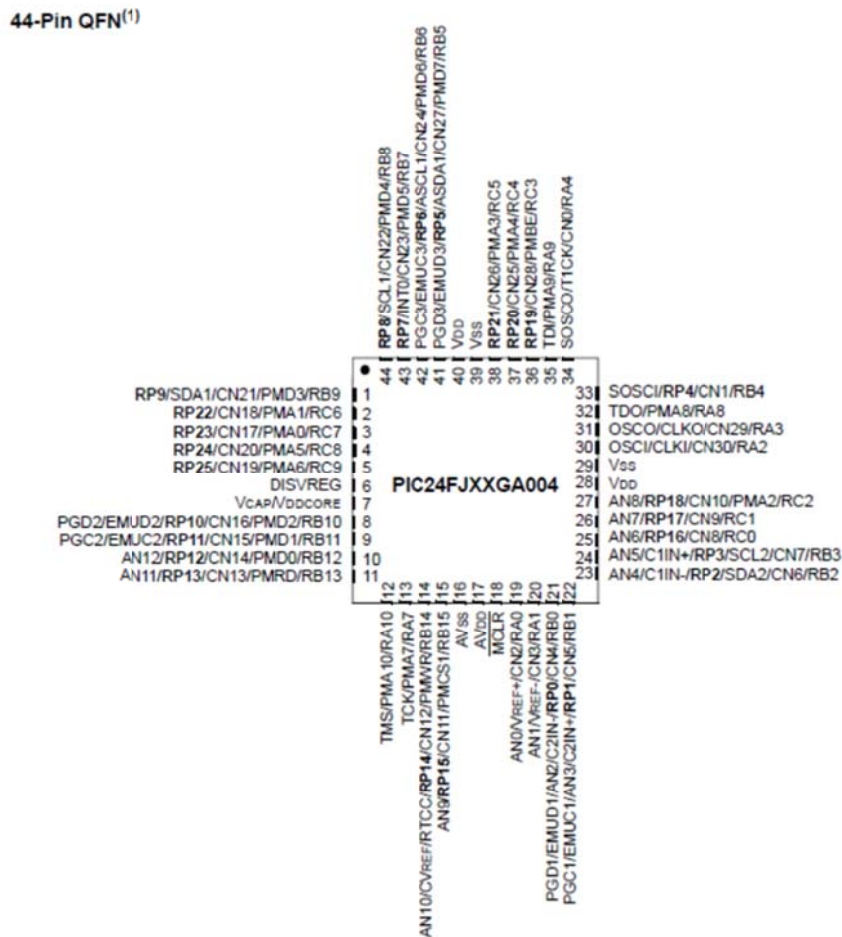 44-Pin QFN(1)
RP8/SCL1/CN22/PMD4/RB8
RP7/INT0/CN23/PMD5/RB7
PGC3/EMUC3/RP6/ASCL1/CN24/PMD6/RB6
PGD3/EMUD3/RP5/ASDA1/CN27/PMD7/RB5
VDD
VSS
RP21/CN26/PMA3/RC5
RP20/CN25/PMA4/RC4
RP19/CN28/PMBE/RC3
TDI/PMA9/RA9
SOSCO/T1CK/CN0/RA4
44 43 42 41 40 39 38 37 36 35 34
RP9/SDA1/CN21/PMD3/RB9 1
RP22/CN18/PMA1/RC6 2
RP23/CN17/PMA0/RC7 3
RP24/CN20/PMA5/RC8 4
RP25/CN19/PMA6/RC9 5
DISVREG 6
VCAP/VDDCORE 7
PGD2/EMUD2/RP10/CN16/PMD2/RB10 8
PGC2/EMUC2/RP11/CN15/PMD1/RB11 9
AN12/RP12/CN14/PMD0/RB12 10
AN11/RP13/CN13/PMRD/RB13 11
PIC24FJXXGA004
33 SOSCI/RP4/CN1/RB4
32 TDO/PMA8/RA8
31 OSCO/CLKO/CN29/RA3
30 OSCI/CLKI/CN30/RA2
29 VSS
28 VDD
27 AN8/RP18/CN10/PMA2/RC2
26 AN7/RP17/CN9/RC1
25 AN6/RP16/CN8/RC0
24 AN5/C1IN+/RP3/SCL2/CN7/RB3
23 AN4/C1IN-/RP2/SDA2/CN6/RB2
12 13 14 15 16 17 18 19 20 21 22
TMS/PMA10/RA10
TCK/PMA7/RA7
AN10/CVREF/RTCC/RP14/CN12/PMWR/RB14
AN9/RP15/CN11/PMCS1/RB15
AVSS
AVDD
MCLR
AN0/VREF+/CN2/RA0
AN1/VREF-/CN3/RA1
PGD1/EMUD1/AN2/C2IN-/RP0/CN4/RB0
PGC1/EMUC1/AN3/C2IN+/RP1/CN5/RB1